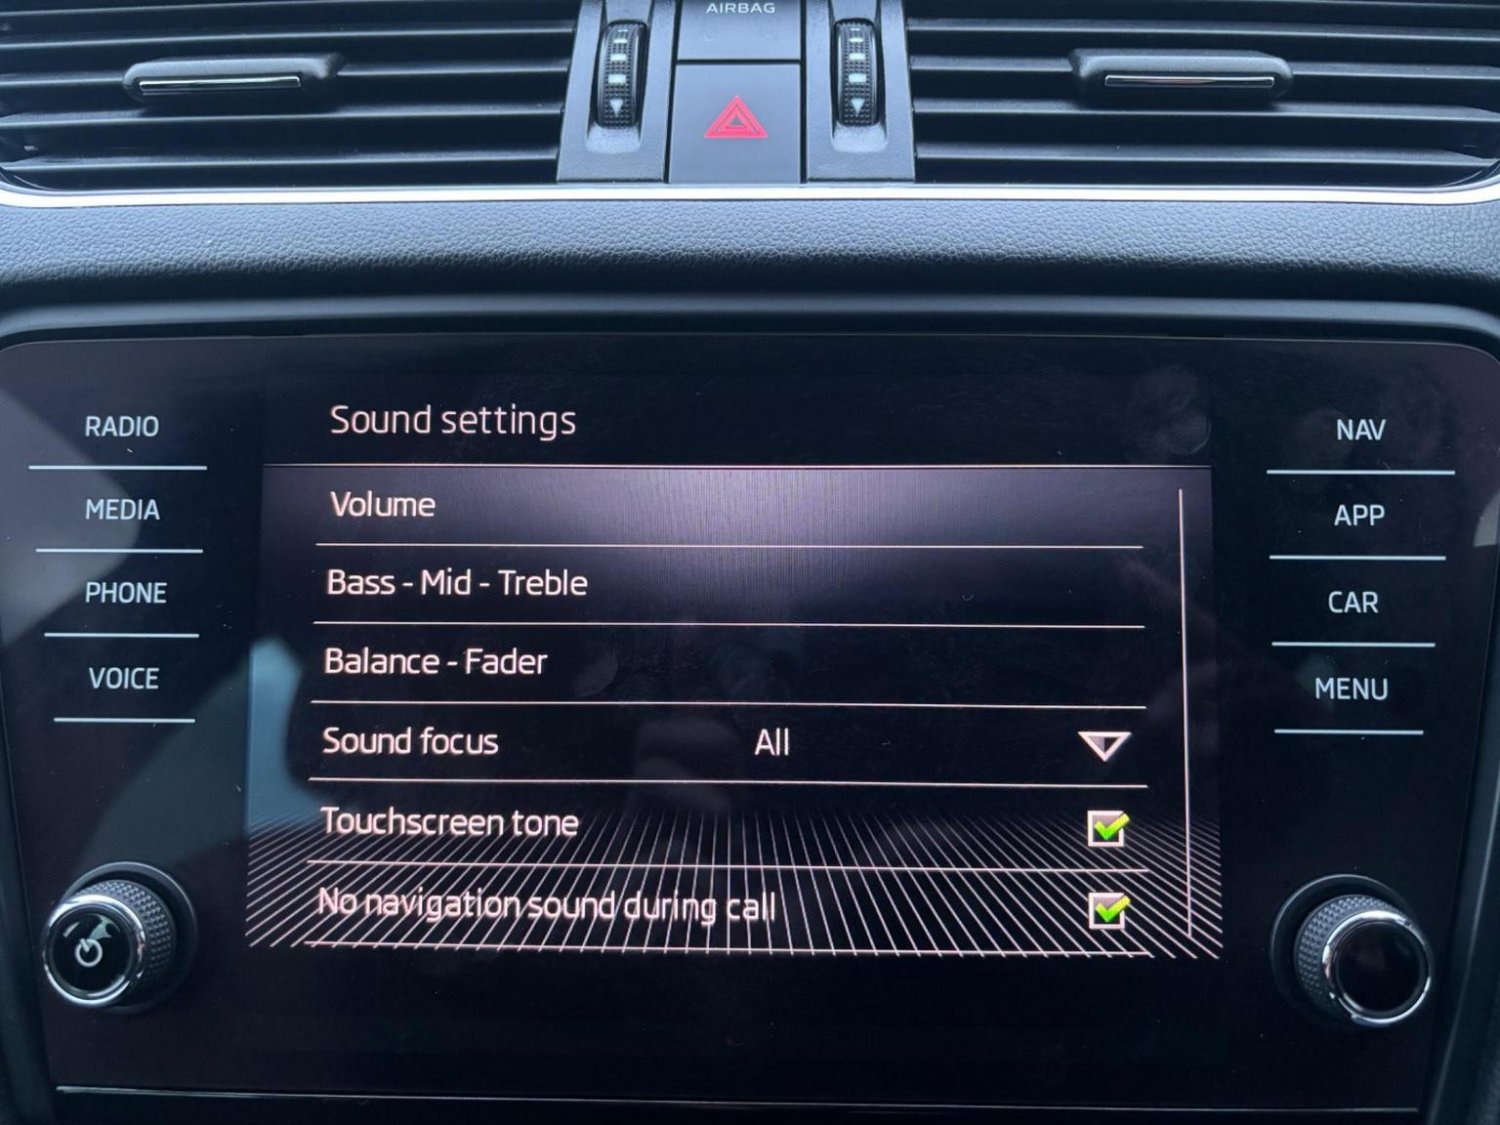 AIRBAG
Sound settings
RADIO
MEDIA
PHONE
VOICE
Volume
Bass - Mid - Treble
Balance - Fader
Sound focus All
Touchscreen tone
No navigation sound during call
NAV
APP
CAR
MENU